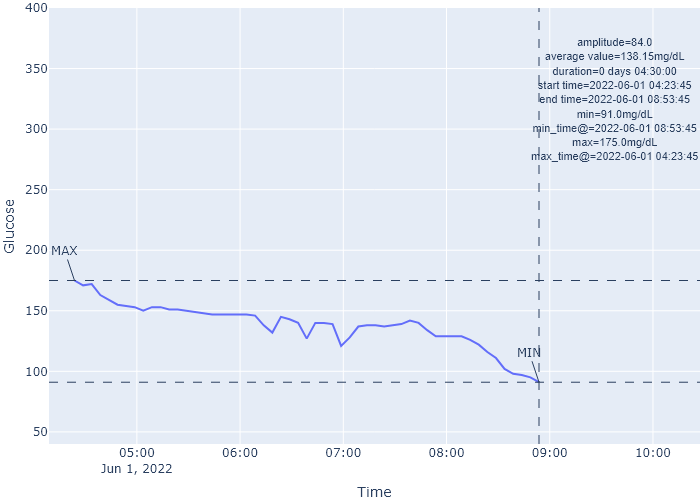 400
350
300
250
200
150
100
50
Glucose
amplitude=84.0
average value=138.15mg/dL
duration=0 days 04:30:00
start time=2022-06-01 04:23:45
end time=2022-06-01 08:53:45
min=91.0mg/dL
min_time@=2022-06-01 08:53:45
max=175.0mg/dL
max_time@=2022-06-01 04:23:45
MAX
MIN
05:00 06:00 07:00 08:00 09:00 10:00
Jun 1, 2022
Time